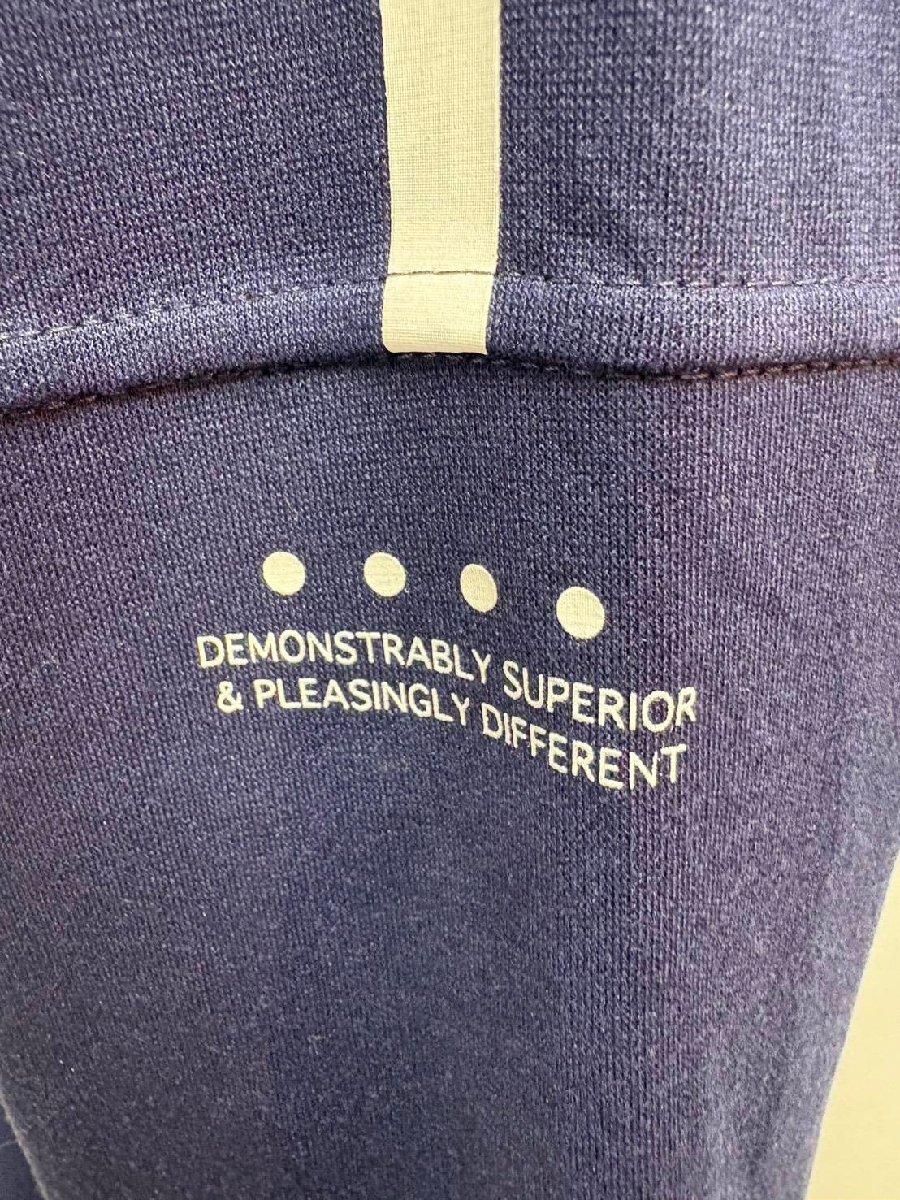 DEMONSTRABLY SUPERIOR
& PLEASINGLY DIFFERENT